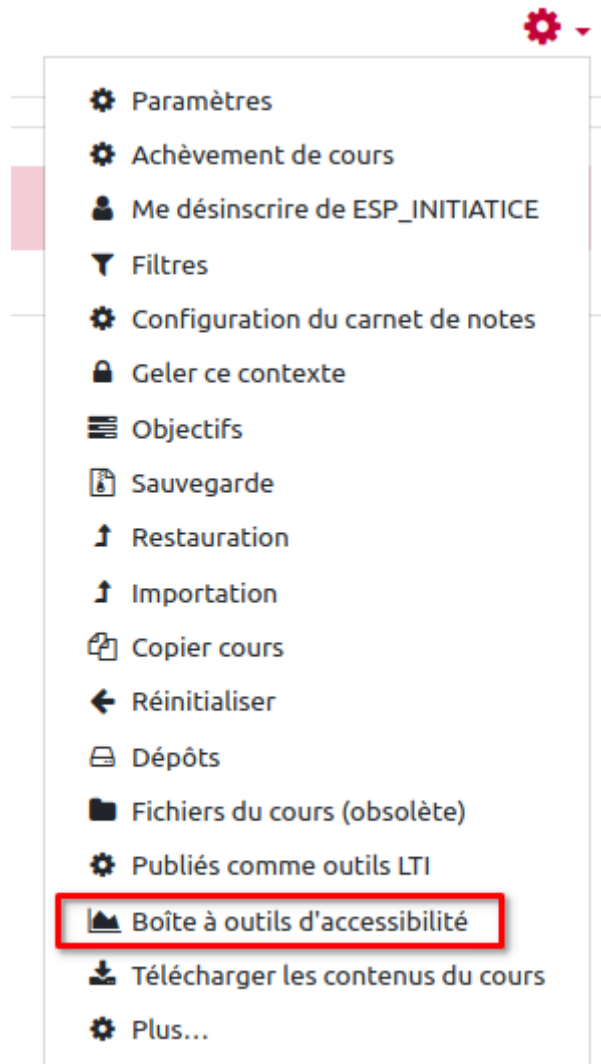 Paramètres
Achèvement de cours
Me désinscrire de ESP_INITIATICE
Filtres
Configuration du carnet de notes
Geler ce contexte
Objectifs
Sauvegarde
Restauration
Importation
Copier cours
Réinitialiser
Dépôts
Fichiers du cours (obsolète)
Publiés comme outils LTI
Boîte à outils d'accessibilité
Télécharger les contenus du cours
Plus...